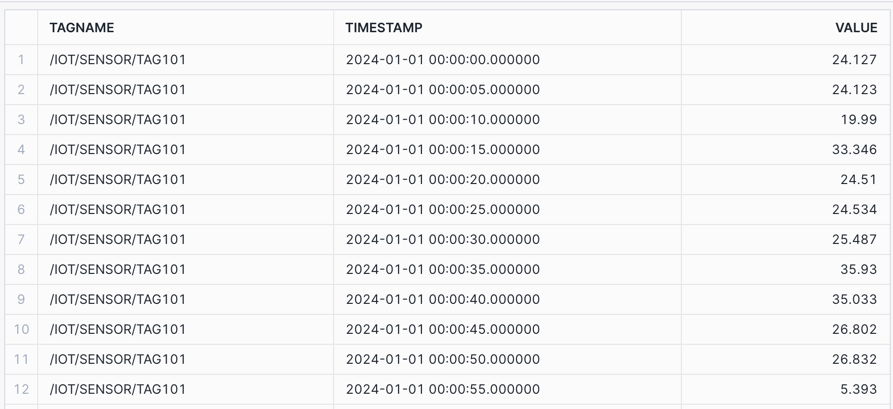 TAGNAME TIMESTAMP VALUE
1 /IOT/SENSOR/TAG101 2024-01-01 00:00:00.000000 24.127
2 /IOT/SENSOR/TAG101 2024-01-01 00:00:05.000000 24.123
3 /IOT/SENSOR/TAG101 2024-01-01 00:00:10.000000 19.99
4 /IOT/SENSOR/TAG101 2024-01-01 00:00:15.000000 33.346
5 /IOT/SENSOR/TAG101 2024-01-01 00:00:20.000000 24.51
6 /IOT/SENSOR/TAG101 2024-01-01 00:00:25.000000 24.534
7 /IOT/SENSOR/TAG101 2024-01-01 00:00:30.000000 25.487
8 /IOT/SENSOR/TAG101 2024-01-01 00:00:35.000000 35.93
9 /IOT/SENSOR/TAG101 2024-01-01 00:00:40.000000 35.033
10 /IOT/SENSOR/TAG101 2024-01-01 00:00:45.000000 26.802
11 /IOT/SENSOR/TAG101 2024-01-01 00:00:50.000000 26.832
12 /IOT/SENSOR/TAG101 2024-01-01 00:00:55.000000 5.393